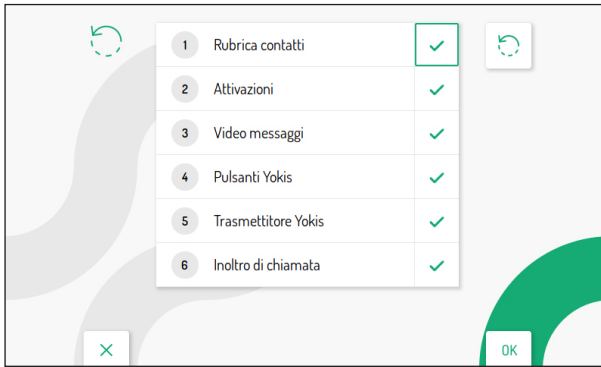 1 Rubrica contatti
2 Attivazioni
3 Video messaggi
4 Pulsanti Yokis
5 Trasmettitore Yokis
6 Inoltro di chiamata
OK